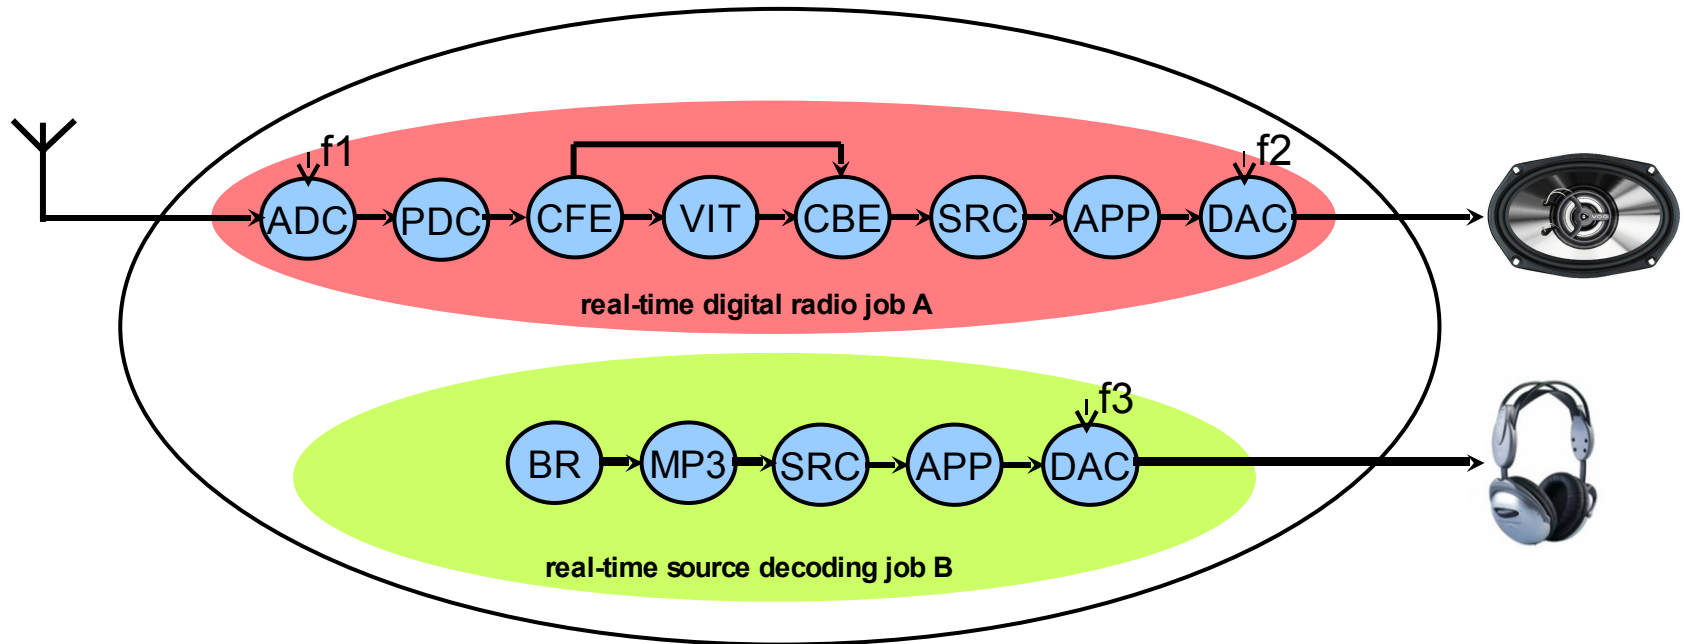 f1
f2
ADC PDC CFE VIT CBE SRC APP DAC
real-time digital radio job A
f3
BR MP3 SRC APP DAC
real-time source decoding job B